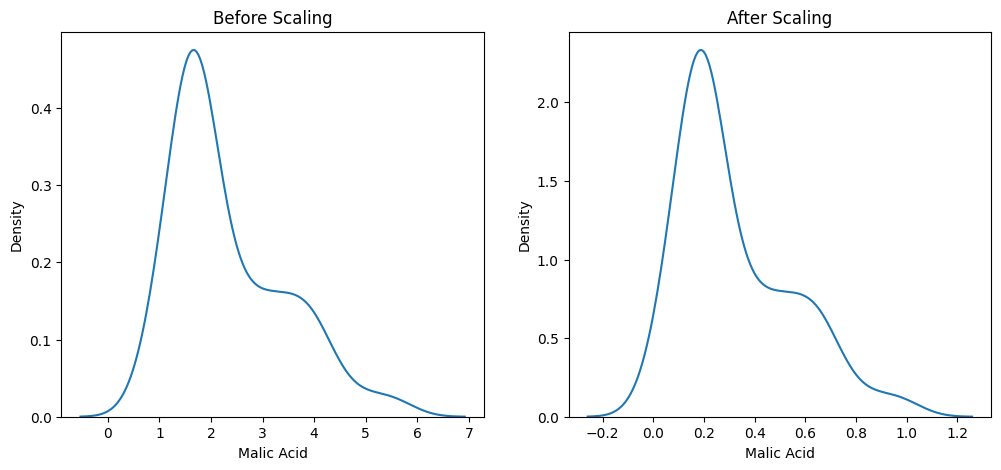 Before Scaling
Density
0.4
0.3
0.2
0.1
0.0
0 1 2 3 4 5 6 7
Malic Acid
After Scaling
Density
2.0
1.5
1.0
0.5
0.0
−0.2 0.0 0.2 0.4 0.6 0.8 1.0 1.2
Malic Acid